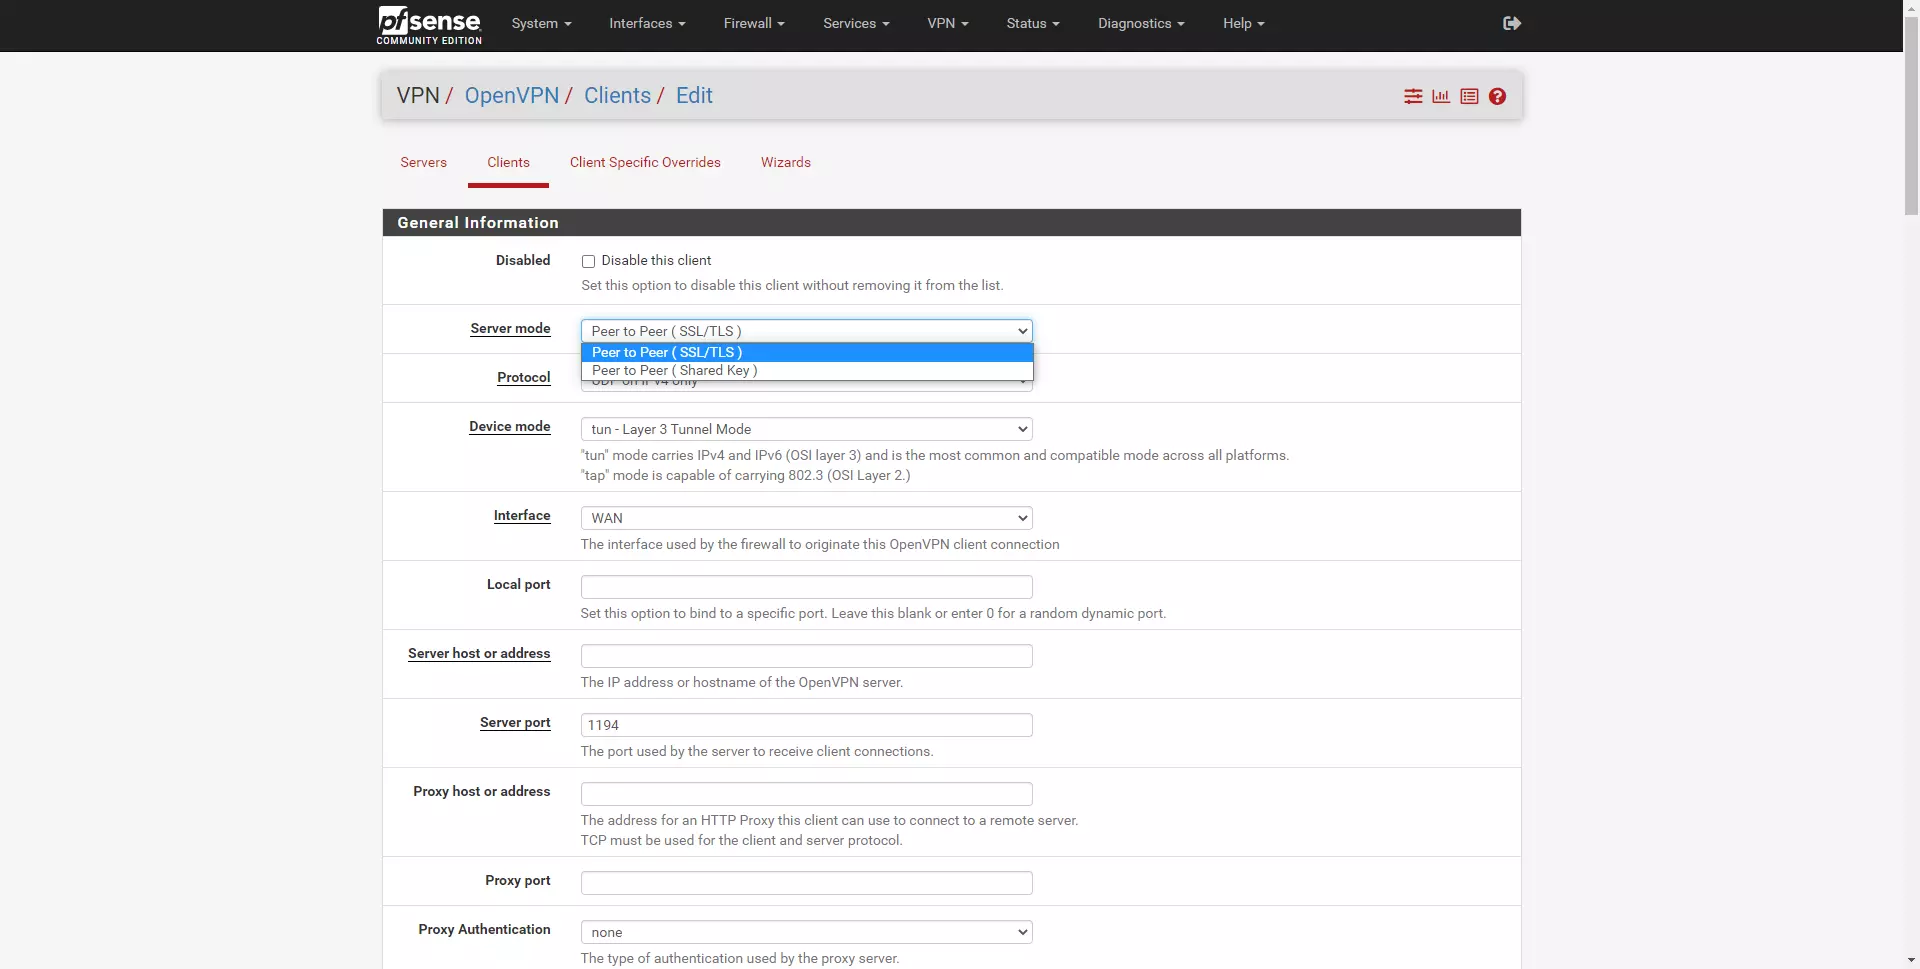 pfsense
COMMUNITY EDITION
System
Interfaces
Firewall
Services
VPN
Status
Diagnostics
Help
VPN / OpenVPN / Clients / Edit
Servers
Clients
Client Specific Overrides
Wizards
General Information
Disabled
Disable this client
Set this option to disable this client without removing it from the list.
Server mode
Peer to Peer ( SSL/TLS )
Peer to Peer ( SSL/TLS )
Peer to Peer ( Shared Key )
Protocol
UDP on IPv4 only
Device mode
tun - Layer 3 Tunnel Mode
"tun" mode carries IPv4 and IPv6 (OSI layer 3) and is the most common and compatible mode across all platforms.
"tap" mode is capable of carrying 802.3 (OSI Layer 2.)
Interface
WAN
The interface used by the firewall to originate this OpenVPN client connection
Local port
Set this option to bind to a specific port. Leave this blank or enter 0 for a random dynamic port.
Server host or address
The IP address or hostname of the OpenVPN server.
Server port
1194
The port used by the server to receive client connections.
Proxy host or address
The address for an HTTP Proxy this client can use to connect to a remote server.
TCP must be used for the client and server protocol.
Proxy port
Proxy Authentication
none
The type of authentication used by the proxy server.